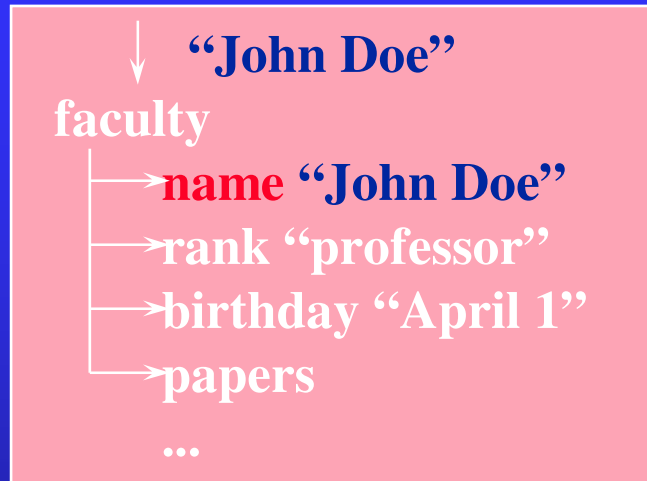 “John Doe”
faculty
name “John Doe”
rank “professor”
birthday “April 1”
papers
...